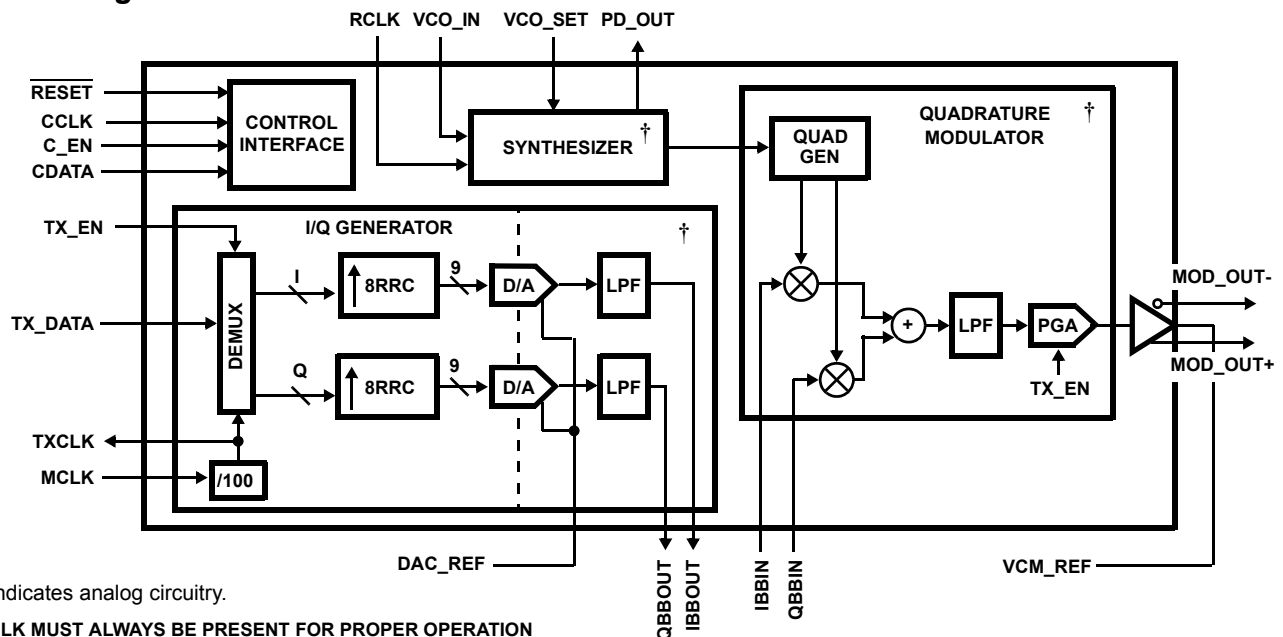 RCLK VCO_IN VCO_SET PD_OUT
RESET
CCLK
C_EN
CDATA
CONTROL
INTERFACE
SYNTHESIZER †
QUADRATURE
MODULATOR
†
QUAD
GEN
TX_EN
I/Q GENERATOR
†
DEMUX
I
8RRC
9
D/A
LPF
TX_DATA
Q
8RRC
9
D/A
LPF
+
LPF
PGA
TX_EN
MOD_OUT-
MOD_OUT+
TXCLK
MCLK
/100
DAC_REF
QBBOUT
IBBOUT
IBBIN
QBBIN
VCM_REF
ndicates analog circuitry.
LK MUST ALWAYS BE PRESENT FOR PROPER OPERATION